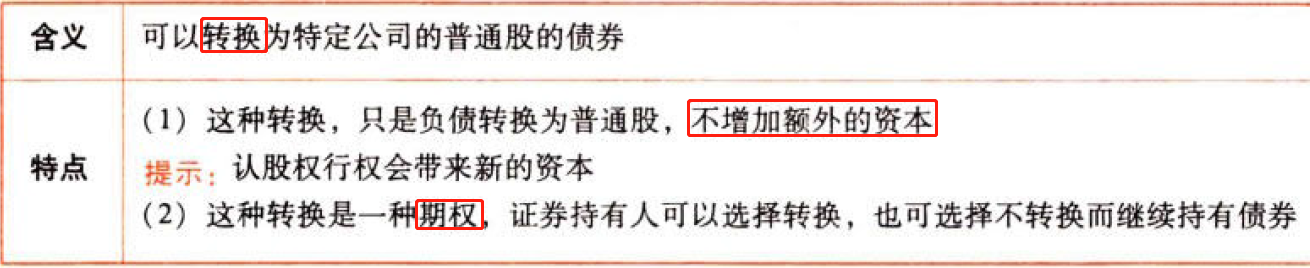 含义
可以转换为特定公司的普通股的债券
特点
（1）这种转换，只是负债转换为普通股，不增加额外的资本
提示：认股权行权会带来新的资本
（2）这种转换是一种期权，证券持有人可以选择转换，也可选择不转换而继续持有债券